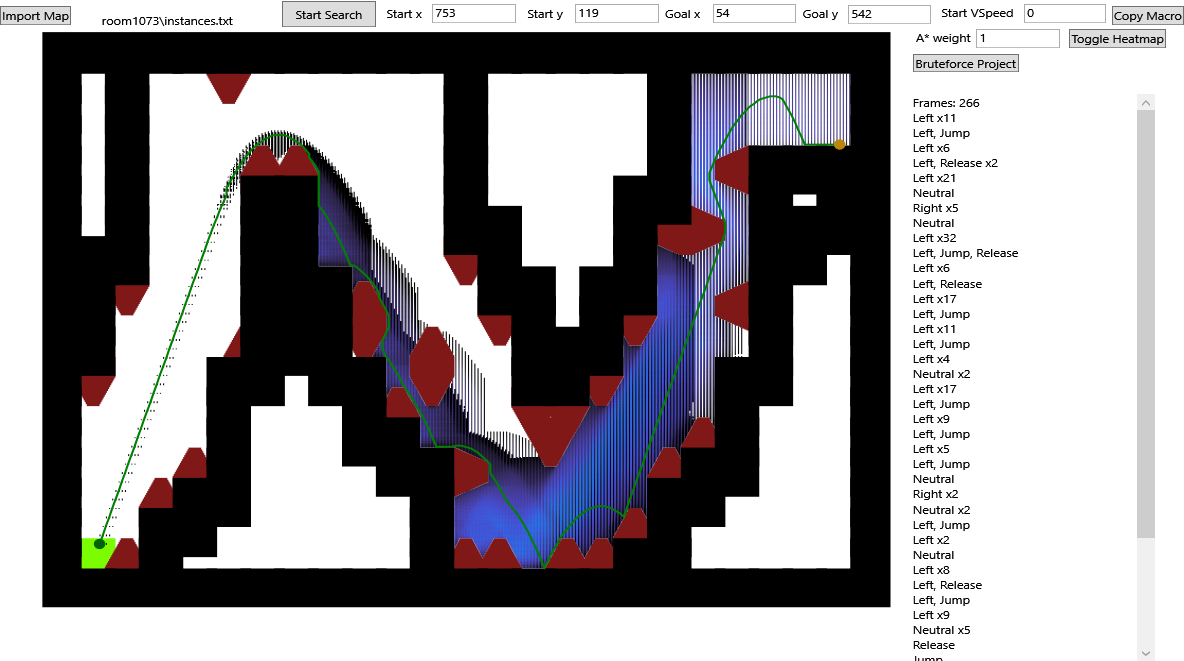 Import Map
room1073\instances.txt
Start Search
Start x 753
Start y 119
Goal x 54
Goal y 542
Start VSpeed 0
Copy Macro
A* weight 1
Toggle Heatmap
Bruteforce Project
Frames: 266
Left x11
Left, Jump
Left x6
Left, Release x2
Left x21
Neutral
Right x5
Neutral
Left x32
Left, Jump, Release
Left x6
Left, Release
Left x17
Left, Jump
Left x11
Left, Jump
Left x4
Neutral x2
Left x17
Left, Jump
Left x9
Left, Jump
Left x5
Left, Jump
Neutral
Right x2
Neutral x2
Left, Jump
Left x2
Neutral
Left x8
Left, Release
Left, Jump
Left x9
Neutral x5
Release
Jump